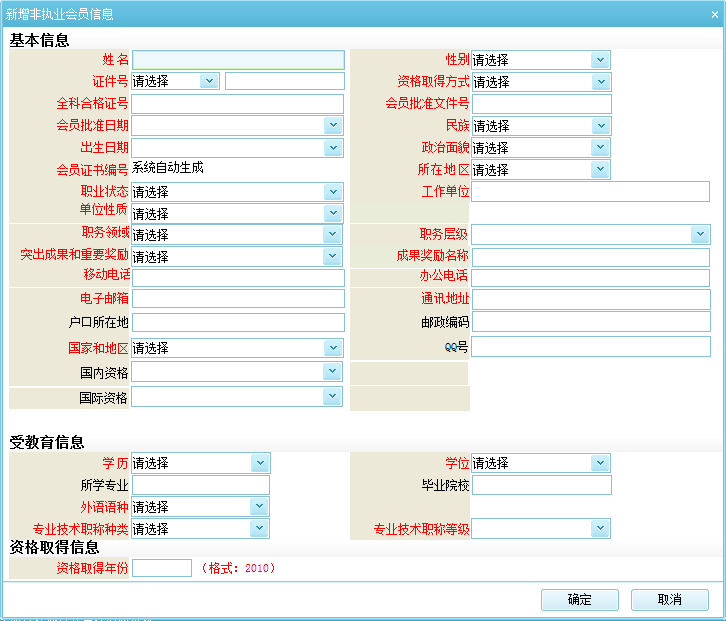 新增非执业会员信息
基本信息
姓 名 性别 请选择
证件号 请选择 资格取得方式 请选择
全科合格证号 会员批准文件号
会员批准日期 民族 请选择
出生日期 政治面貌 请选择
会员证书编号 系统自动生成 所在地区 请选择
职业状态 请选择 工作单位
单位性质 请选择
职务领域 请选择 职务层级
突出成果和重要奖励 请选择 成果奖励名称
移动电话 办公电话
电子邮箱 通讯地址
户口所在地 邮政编码
国家和地区 请选择 QQ号
国内资格
国际资格
受教育信息
学历 请选择 学位 请选择
所学专业 毕业院校
外语语种 请选择
专业技术职称种类 请选择 专业技术职称等级
资格取得信息
资格取得年份 （格式：2010）
确定 取消